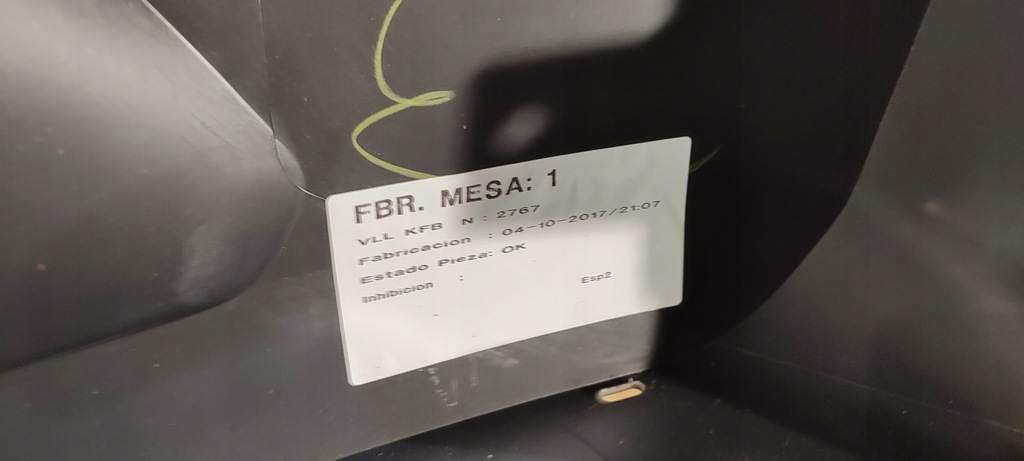 FBR. MESA: 1
VLL KFB N : 2767
Fabricacion : 04-10-2017/21:07
Estado Pieza: OK
Inhibicion :
Esp2